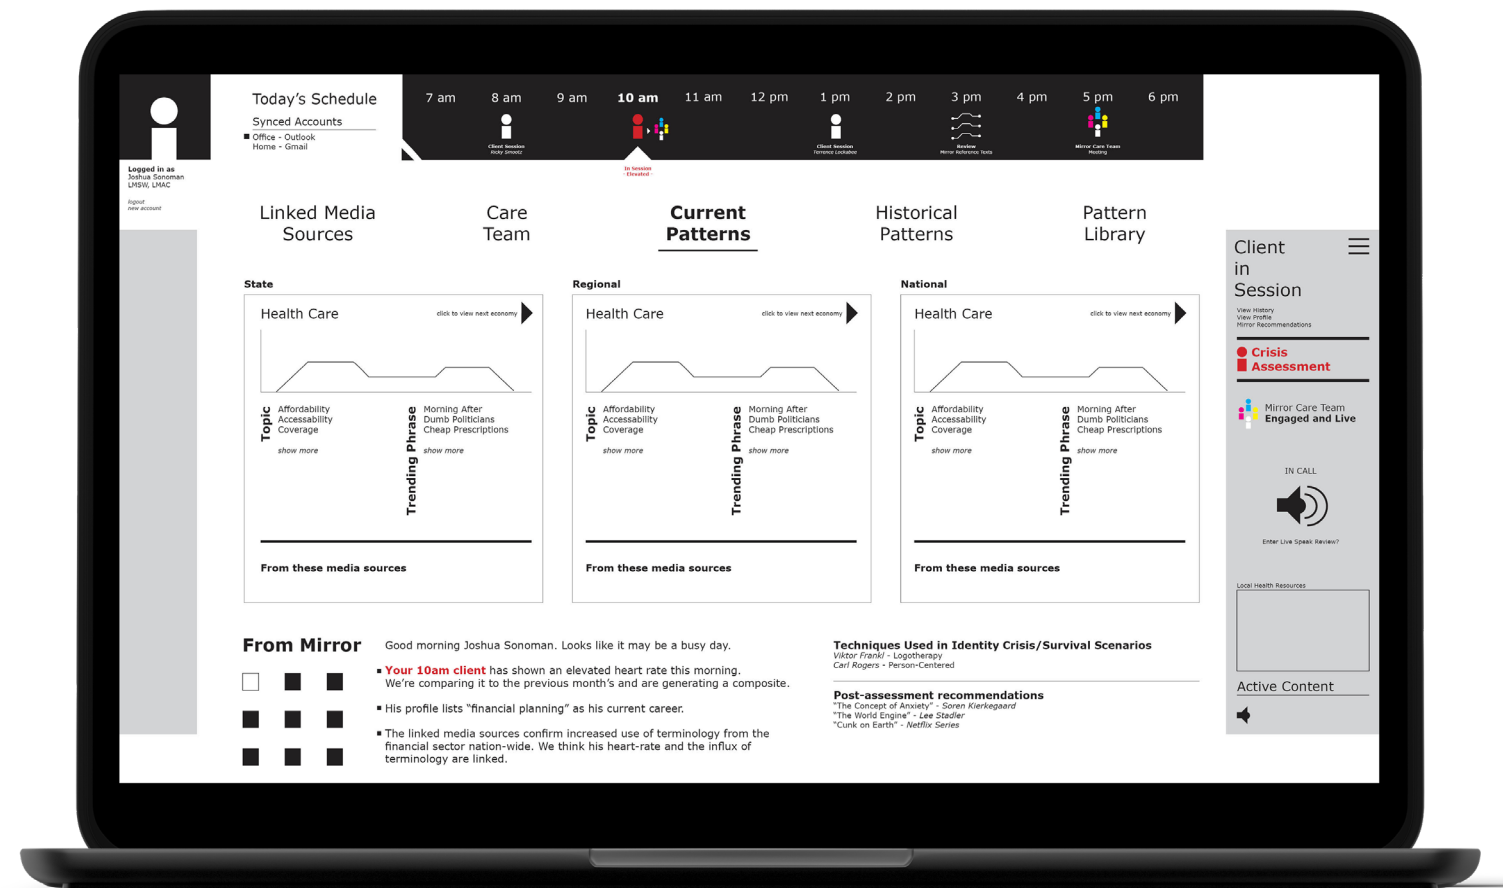 Today's Schedule
Synced Accounts
Office - Outlook
Home - Gmail
7 am
8 am
9 am
10 am
11 am
12 pm
1 pm
2 pm
3 pm
4 pm
5 pm
6 pm
Client Session
Ricky Smootz
In Session
- Elevated -
Client Session
Terrence Lockabee
Review
Mirror Reference Texts
Mirror Care Team
Meeting
Logged in as
Joshua Sonoman
LMSW, LMAC
logout
new account
Linked Media
Sources
Care
Team
Current
Patterns
Historical
Patterns
Pattern
Library
State
Health Care
click to view next economy
Topic
Affordability
Accessability
Coverage
show more
Trending Phrase
Morning After
Dumb Politicians
Cheap Prescriptions
show more
From these media sources
Regional
Health Care
click to view next economy
Topic
Affordability
Accessability
Coverage
show more
Trending Phrase
Morning After
Dumb Politicians
Cheap Prescriptions
show more
From these media sources
National
Health Care
click to view next economy
Topic
Affordability
Accessability
Coverage
show more
Trending Phrase
Morning After
Dumb Politicians
Cheap Prescriptions
show more
From these media sources
Client
in
Session
View History
View Profile
Mirror Recommendations
Crisis
Assessment
Mirror Care Team
Engaged and Live
IN CALL
Enter Live Speak Review?
Local Health Resources
Active Content
From Mirror
Good morning Joshua Sonoman. Looks like it may be a busy day.
Your 10am client has shown an elevated heart rate this morning.
We're comparing it to the previous month's and are generating a composite.
His profile lists "financial planning" as his current career.
The linked media sources confirm increased use of terminology from the
financial sector nation-wide. We think his heart-rate and the influx of
terminology are linked.
Techniques Used in Identity Crisis/Survival Scenarios
Viktor Frankl - Logotherapy
Carl Rogers - Person-Centered
Post-assessment recommendations
"The Concept of Anxiety" - Soren Kierkegaard
"The World Engine" - Lee Stadler
"Cunk on Earth" - Netflix Series